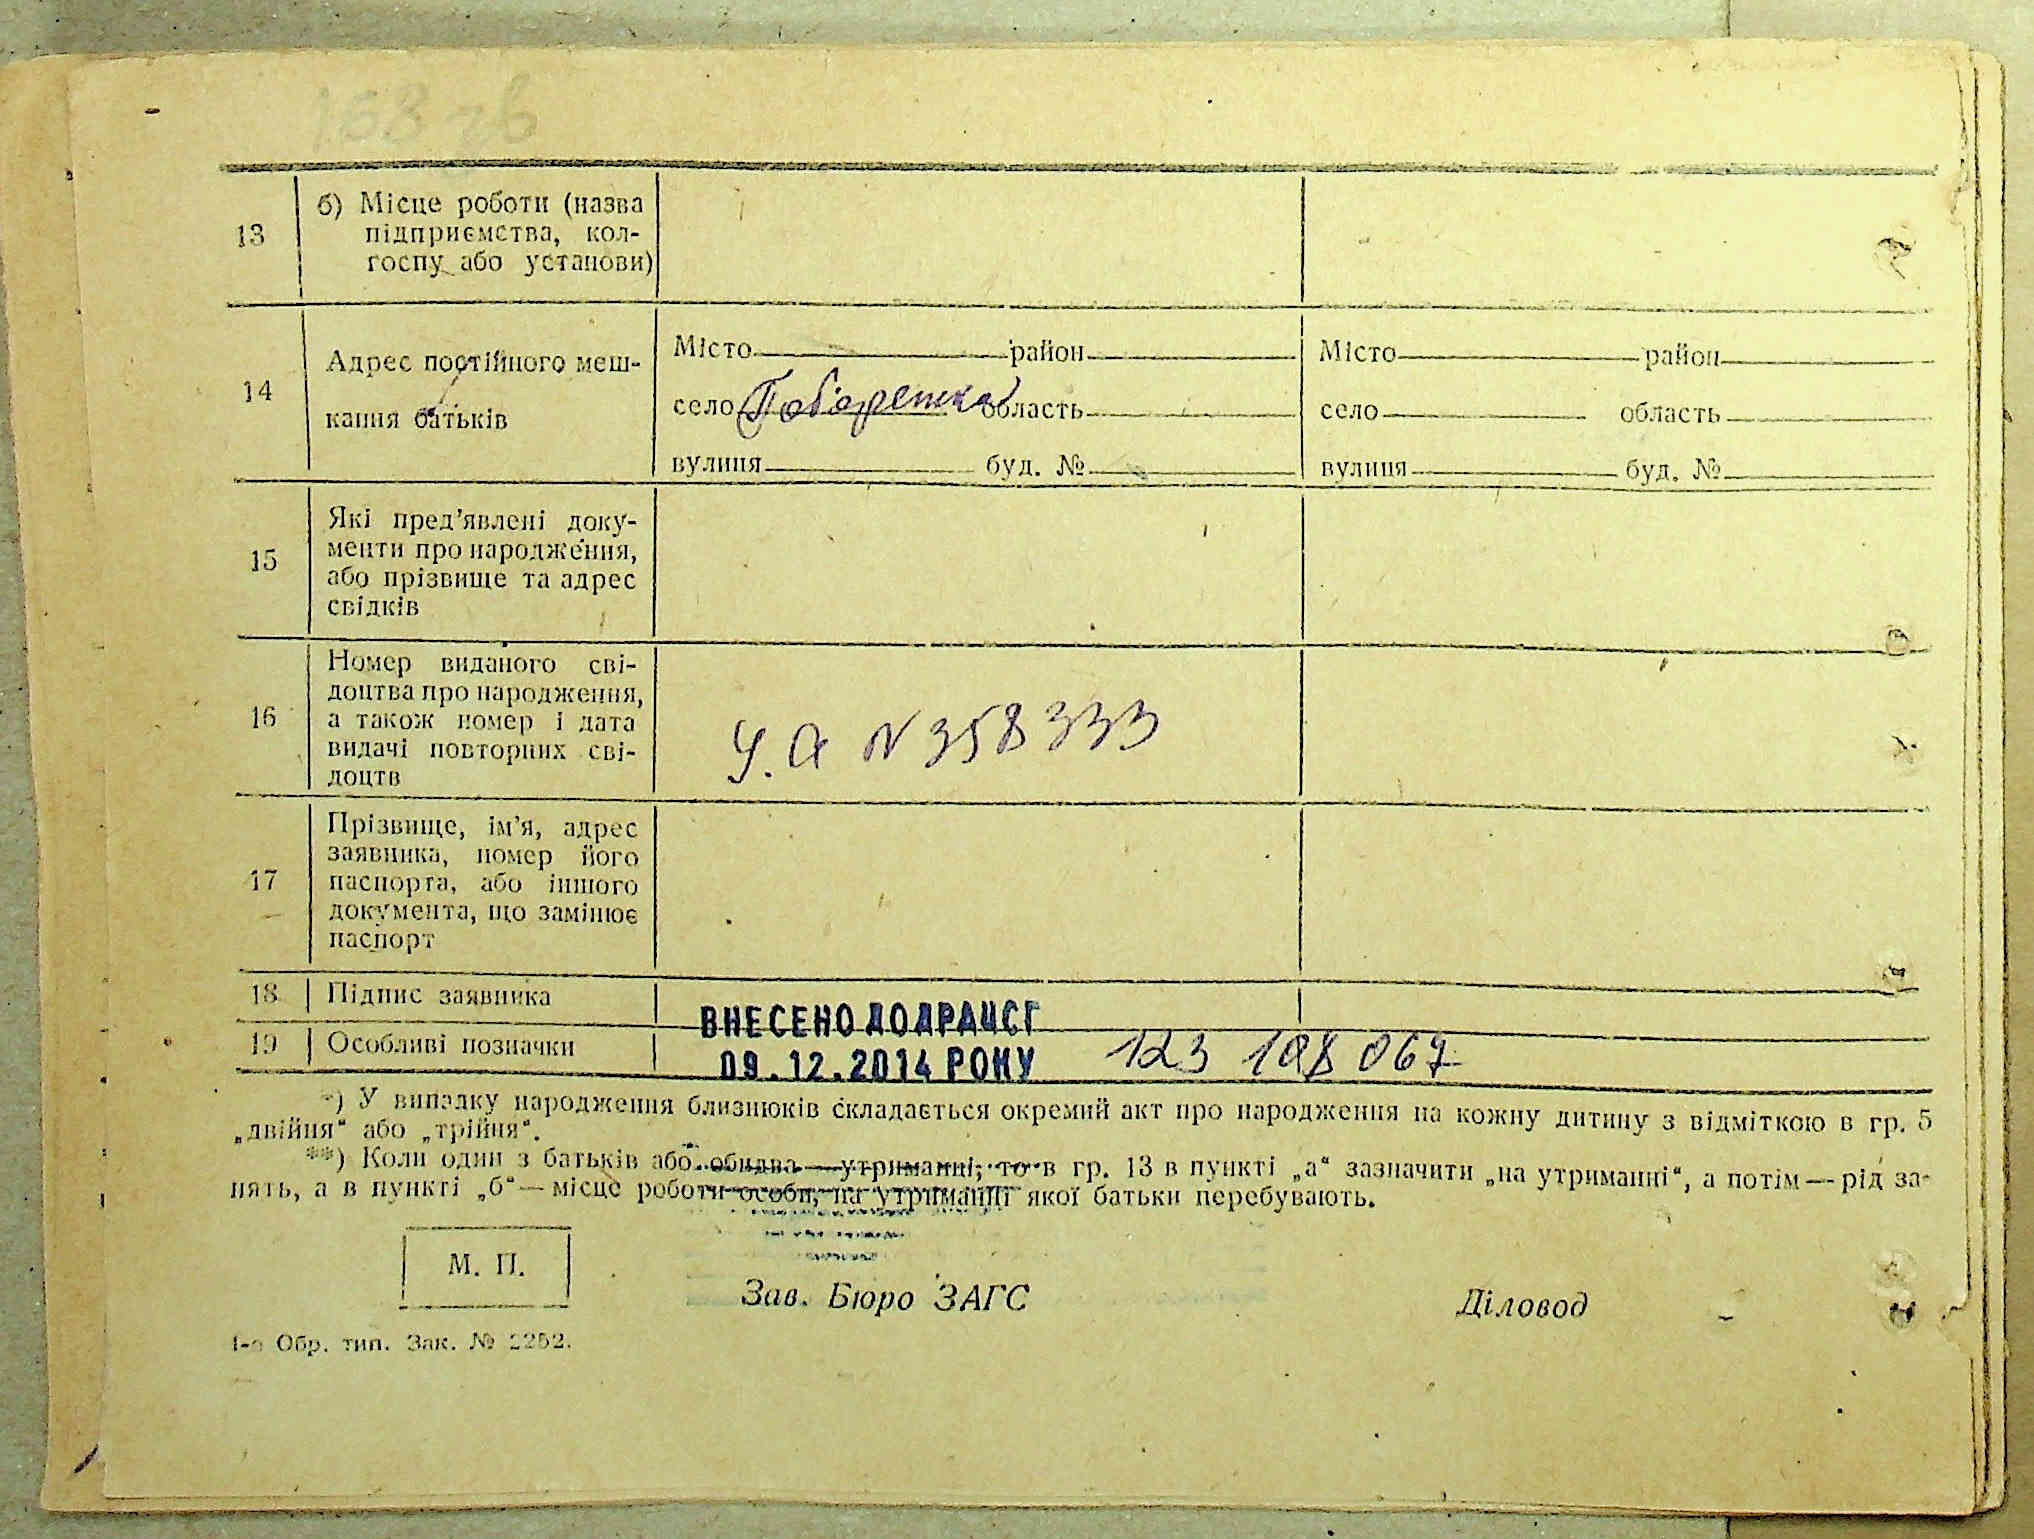 158 зв
13
б) Місце роботи (назва
підприємства, кол-
госпу або установи)
14
Адрес постійного меш-
кання батьків
Місто район
село Поборешка область
вулиця буд. №
Місто район
село область
вулиця буд. №
15
Які пред'явлені доку-
менти про народження,
або прізвище та адрес
свідків
16
Номер виданого сві-
доцтва про народження,
а також номер і дата
видачі повторних сві-
доцтв
У.А N 358333
17
Прізвище, ім'я, адрес
заявника, номер його
паспорта, або іншого
документа, що замінює
паспорт
18 Підпис заявника
19 Особливі позначки
ВНЕСЕНО ДО ДРАЦСГ
09.12.2014 РОКУ 123 108 067
*) У випадку народження близнюків складається окремий акт про народження на кожну дитину з відміткою в гр. 5
„двійня“ або „трійня“.
**) Коли один з батьків або обидва — утриманні, то в гр. 13 в пункті „а“ зазначити „на утриманні“, а потім — рід за-
нять, а в пункті „б“ — місце роботи особи, на утриманні якої батьки перебувають.
М. П.
Зав. Бюро ЗАГС
Діловод
1-а Обр. тип. Зак. № 2252.